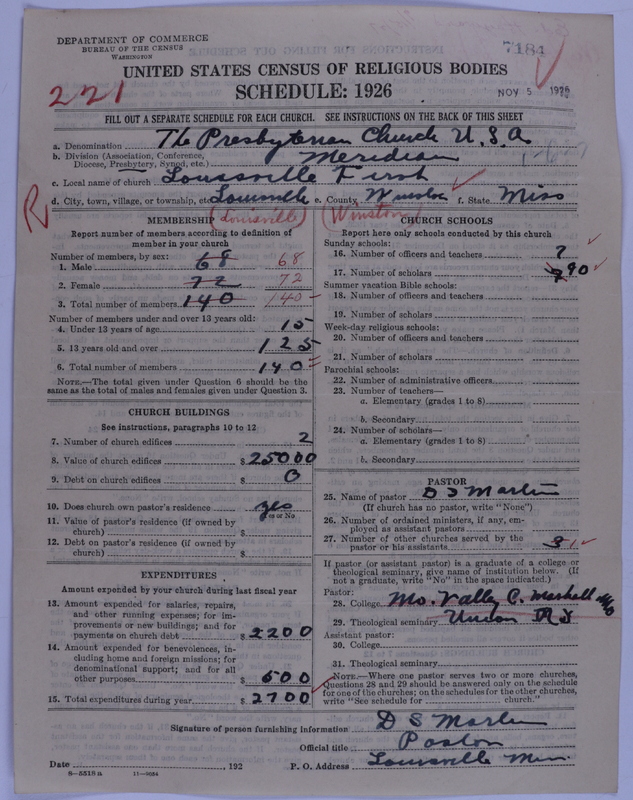 DEPARTMENT OF COMMERCE
BUREAU OF THE CENSUS
WASHINGTON
7181
UNITED STATES CENSUS OF RELIGIOUS BODIES
SCHEDULE: 1926
221
NOV 5 1926
FILL OUT A SEPARATE SCHEDULE FOR EACH CHURCH. SEE INSTRUCTIONS ON THE BACK OF THIS SHEET
a. Denomination The Presbyterian Church U.S.A
b. Division (Association, Conference, Diocese, Presbytery, Synod, etc.) Meridian
c. Local name of church Louisville First
d. City, town, village, or township, etc. Louisville e. County Winston f. State Miss
R
(Louisville) (Winston)
MEMBERSHIP
Report number of members according to definition of
member in your church
Number of members, by sex:
1. Male 68 68
2. Female 72 72
3. Total number of members 140 140
Number of members under and over 13 years old:
4. Under 13 years of age 15
5. 13 years old and over 125
6. Total number of members 140
NOTE.—The total given under Question 6 should be the
same as the total of males and females given under Question 3.
CHURCH BUILDINGS
See instructions, paragraphs 10 to 12
7. Number of church edifices 2
8. Value of church edifices $25000
9. Debt on church edifices $ 0
10. Does church own pastor's residence yes
Yes or No
11. Value of pastor's residence (if owned by
church) $
12. Debt on pastor's residence (if owned by
church) $
EXPENDITURES
Amount expended by your church during last fiscal year
13. Amount expended for salaries, repairs,
and other running expenses; for im-
provements or new buildings; and for
payments on church debt $2200
14. Amount expended for benevolences, in-
cluding home and foreign missions; for
denominational support; and for all
other purposes $ 500
15. Total expenditures during year $2700
CHURCH SCHOOLS
Report here only schools conducted by this church
Sunday schools:
16. Number of officers and teachers 7
17. Number of scholars 90
Summer vacation Bible schools:
18. Number of officers and teachers
19. Number of scholars
Week-day religious schools:
20. Number of officers and teachers
21. Number of scholars
Parochial schools:
22. Number of administrative officers
23. Number of teachers—
a. Elementary (grades 1 to 8)
b. Secondary
24. Number of scholars—
a. Elementary (grades 1 to 8)
b. Secondary
PASTOR
25. Name of pastor D S Martin
(If church has no pastor, write "None")
26. Number of ordained ministers, if any, em-
ployed as assistant pastors
27. Number of other churches served by the
pastor or his assistants 3 1
If pastor (or assistant pastor) is a graduate of a college or
theological seminary, give name of institution below. (If
not a graduate, write "No" in the space indicated.)
Pastor:
28. College Mo. Vally C. Marshall Mo
29. Theological seminary Union
Assistant pastor:
30. College
31. Theological seminary
NOTE.—Where one pastor serves two or more churches,
Questions 28 and 29 should be answered only on the schedule
for one of the churches; on the schedules for the other churches,
write "See schedule for church."
Signature of person furnishing information D S Martin
Official title Pastor
Date , 192 P. O. Address Louisville Miss
8—5518 a 11—9034